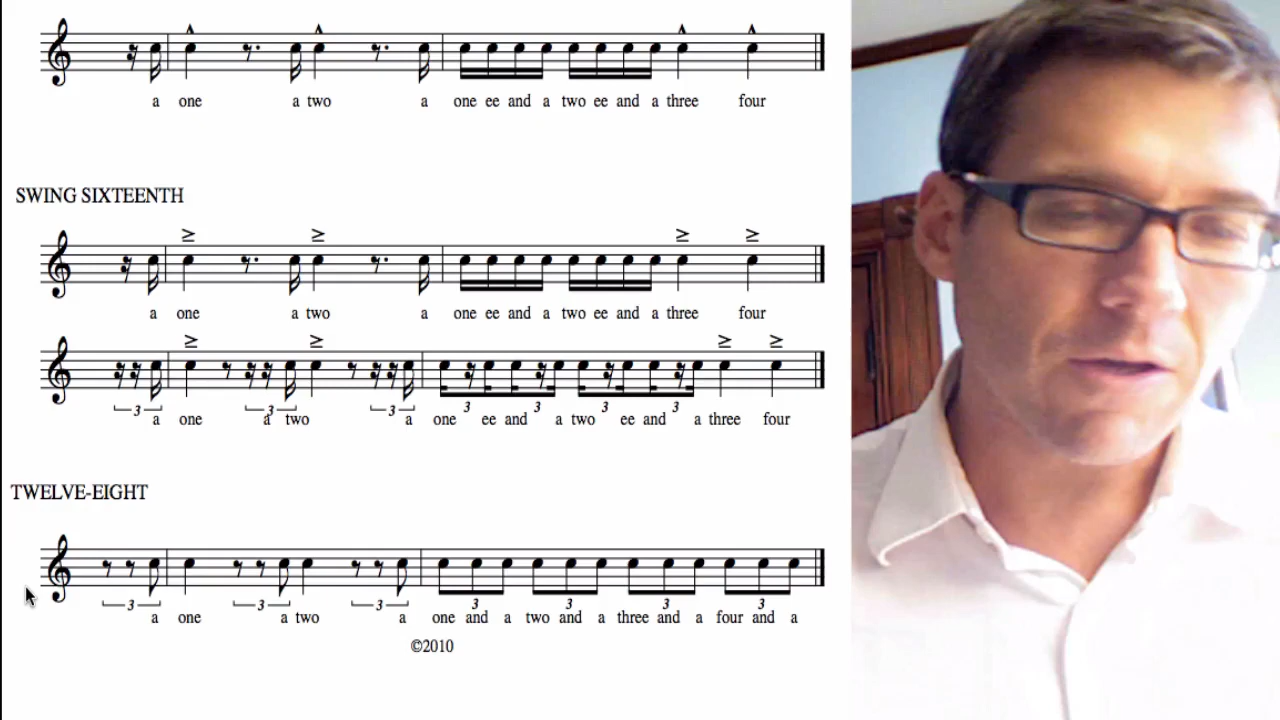 a one a two a one ee and a two ee and a three four
SWING SIXTEENTH
a one a two a one ee and a two ee and a three four
3 3 3 3 3 3 3
a one a two a one ee and a two ee and a three four
TWELVE-EIGHT
3 3 3 3 3 3 3
a one a two a one and a two and a three and a four and a
©2010